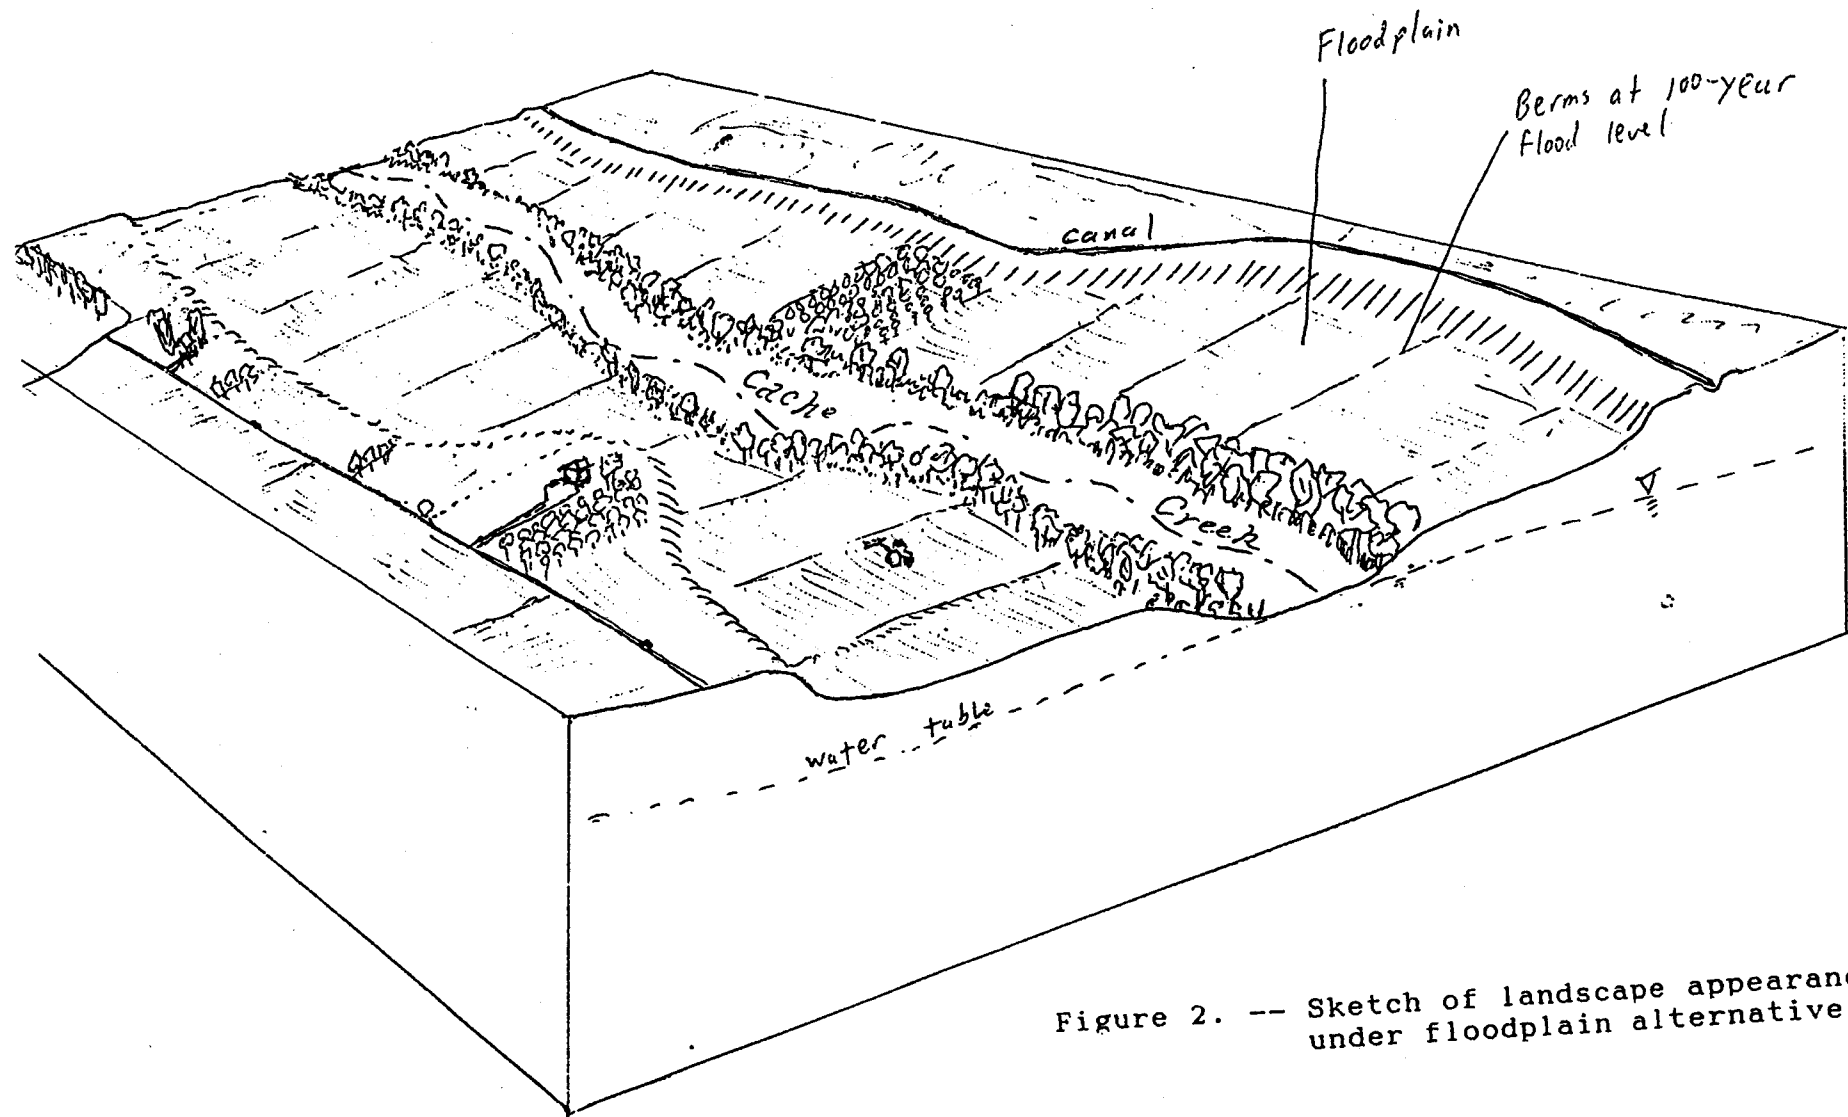 Floodplain
Berms at 100-year
flood level
canal
Cache
Creek
water table
Figure 2. -- Sketch of landscape appearanc
under floodplain alternative